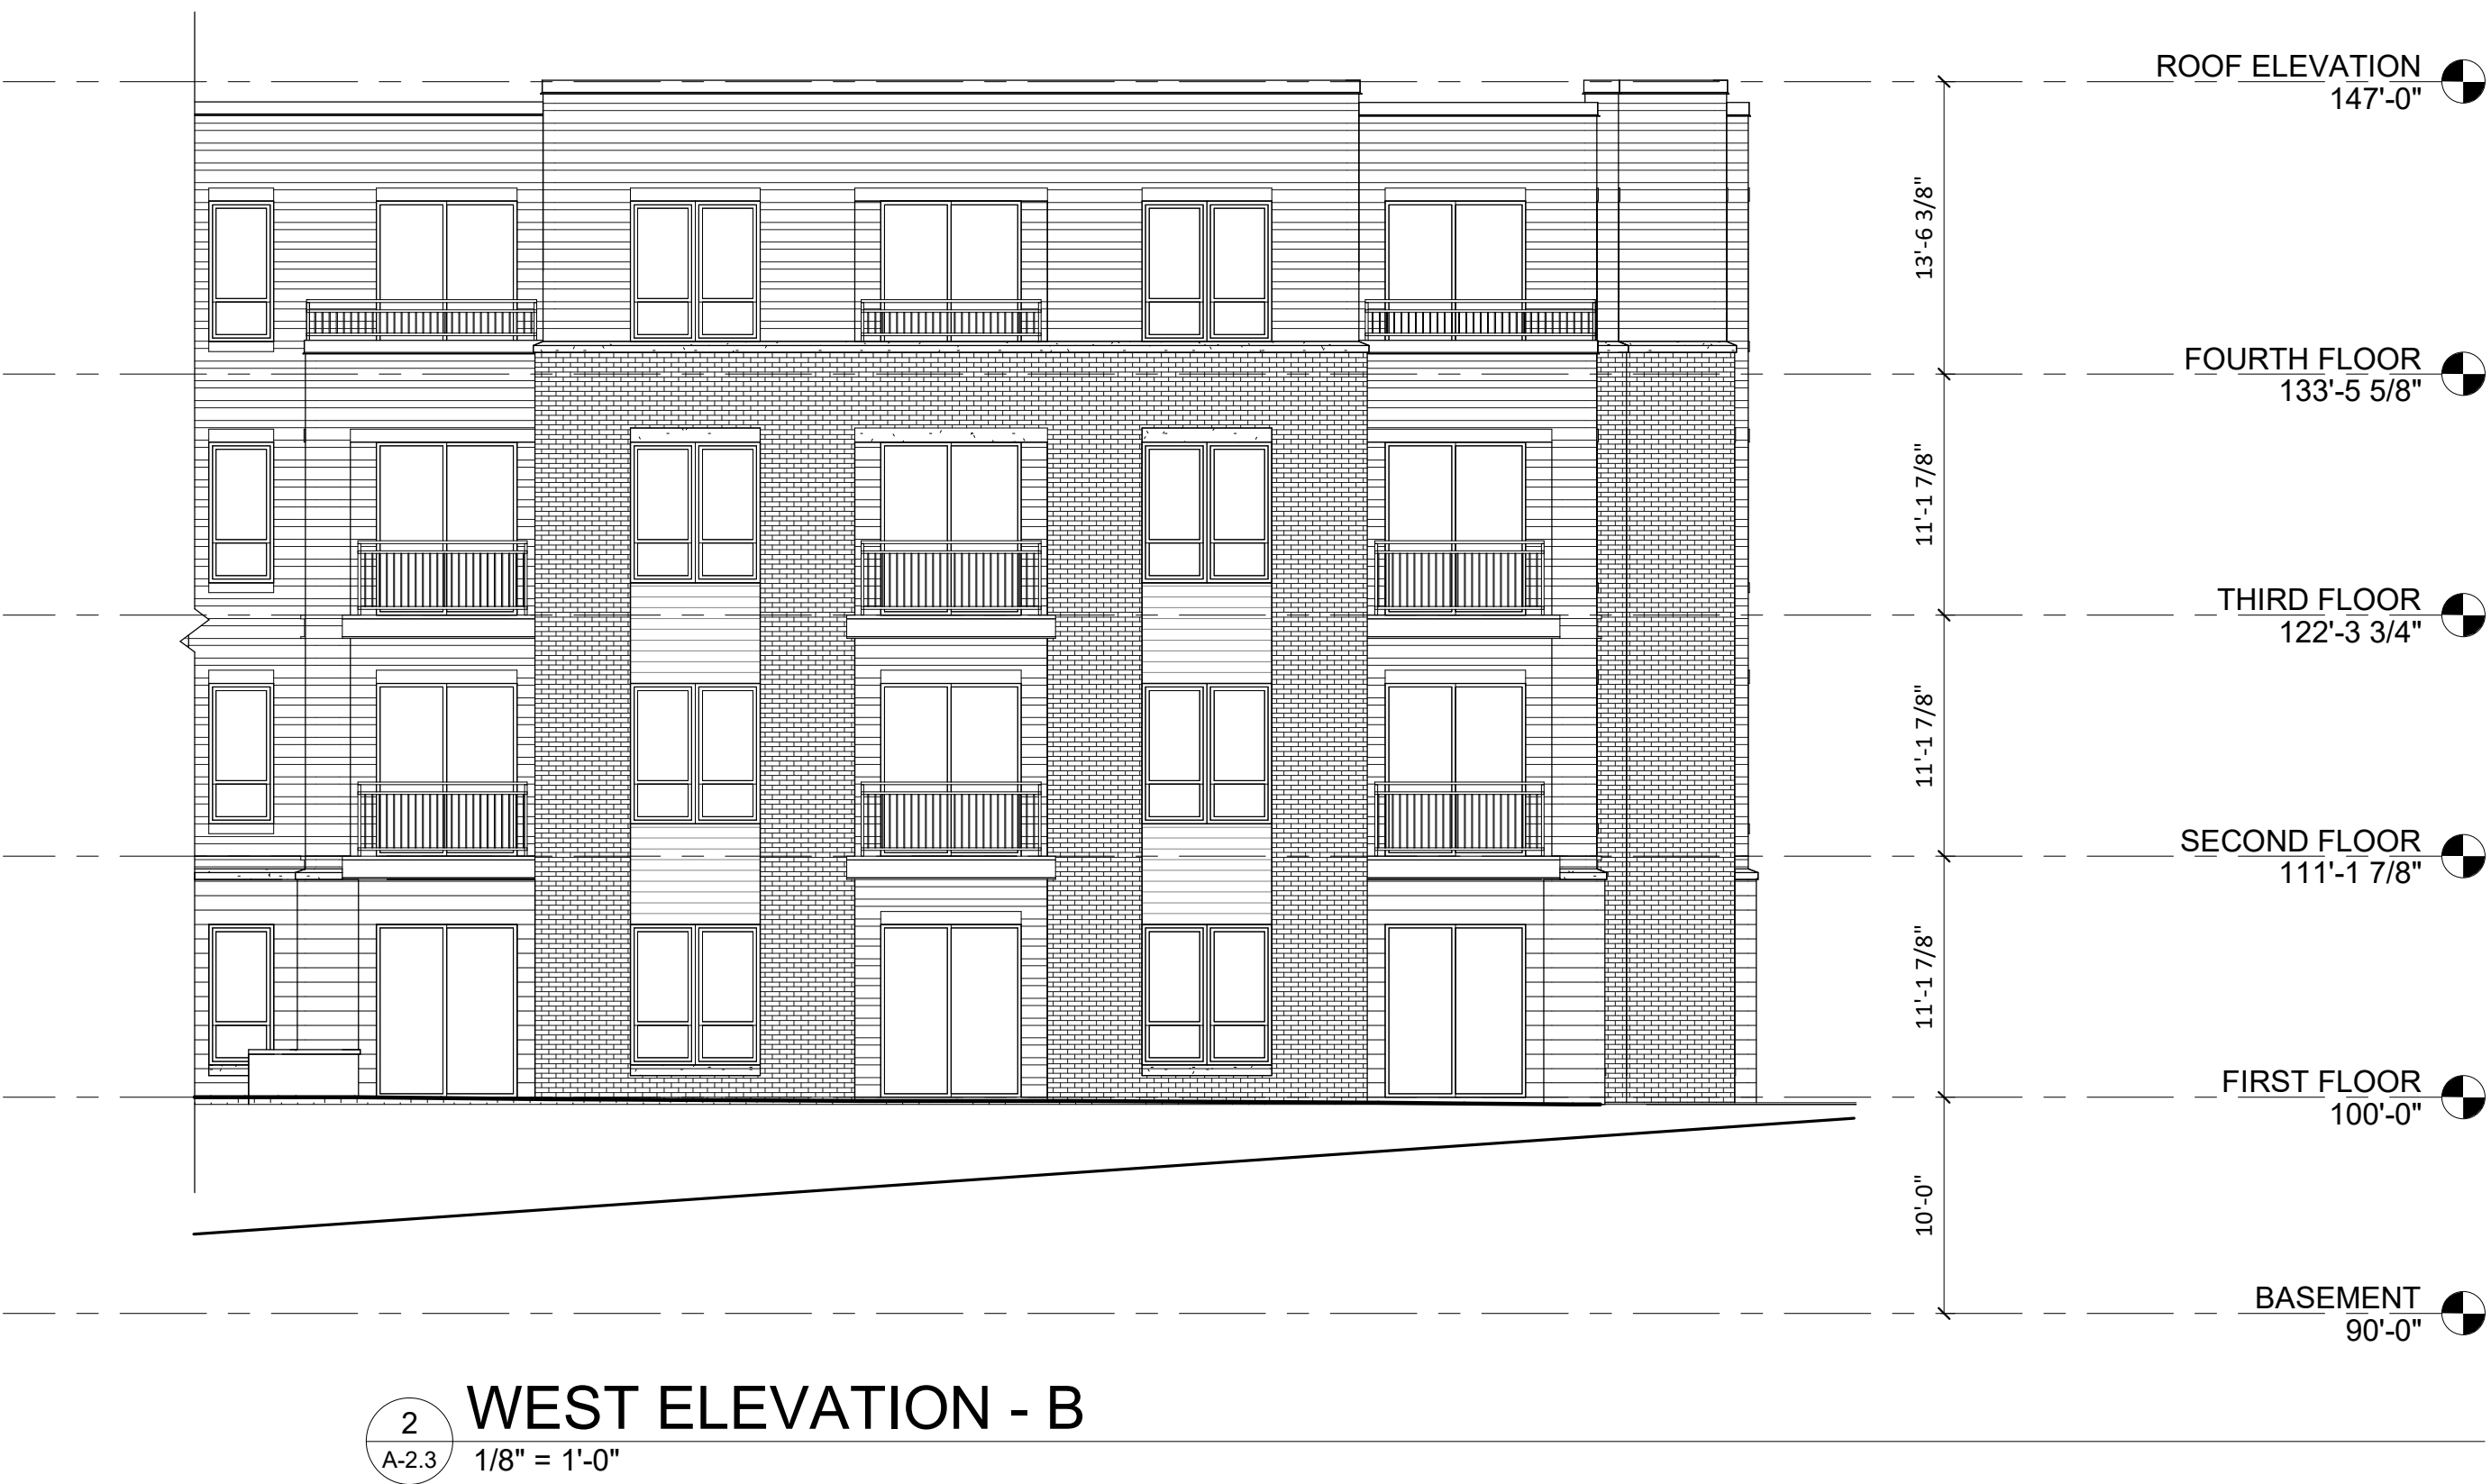 ROOF ELEVATION
147'-0"
13'-6 3/8"
FOURTH FLOOR
133'-5 5/8"
11'-1 7/8"
THIRD FLOOR
122'-3 3/4"
11'-1 7/8"
SECOND FLOOR
111'-1 7/8"
11'-1 7/8"
FIRST FLOOR
100'-0"
10'-0"
BASEMENT
90'-0"
2
A-2.3
WEST ELEVATION - B
1/8" = 1'-0"